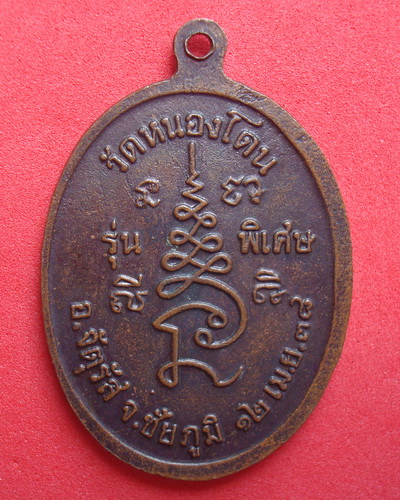 วัดหนองโดน
รุ่น พิเศษ
อ.จัตุรัส จ.ชัยภูมิ ๑๒ เม.ย.๓๘